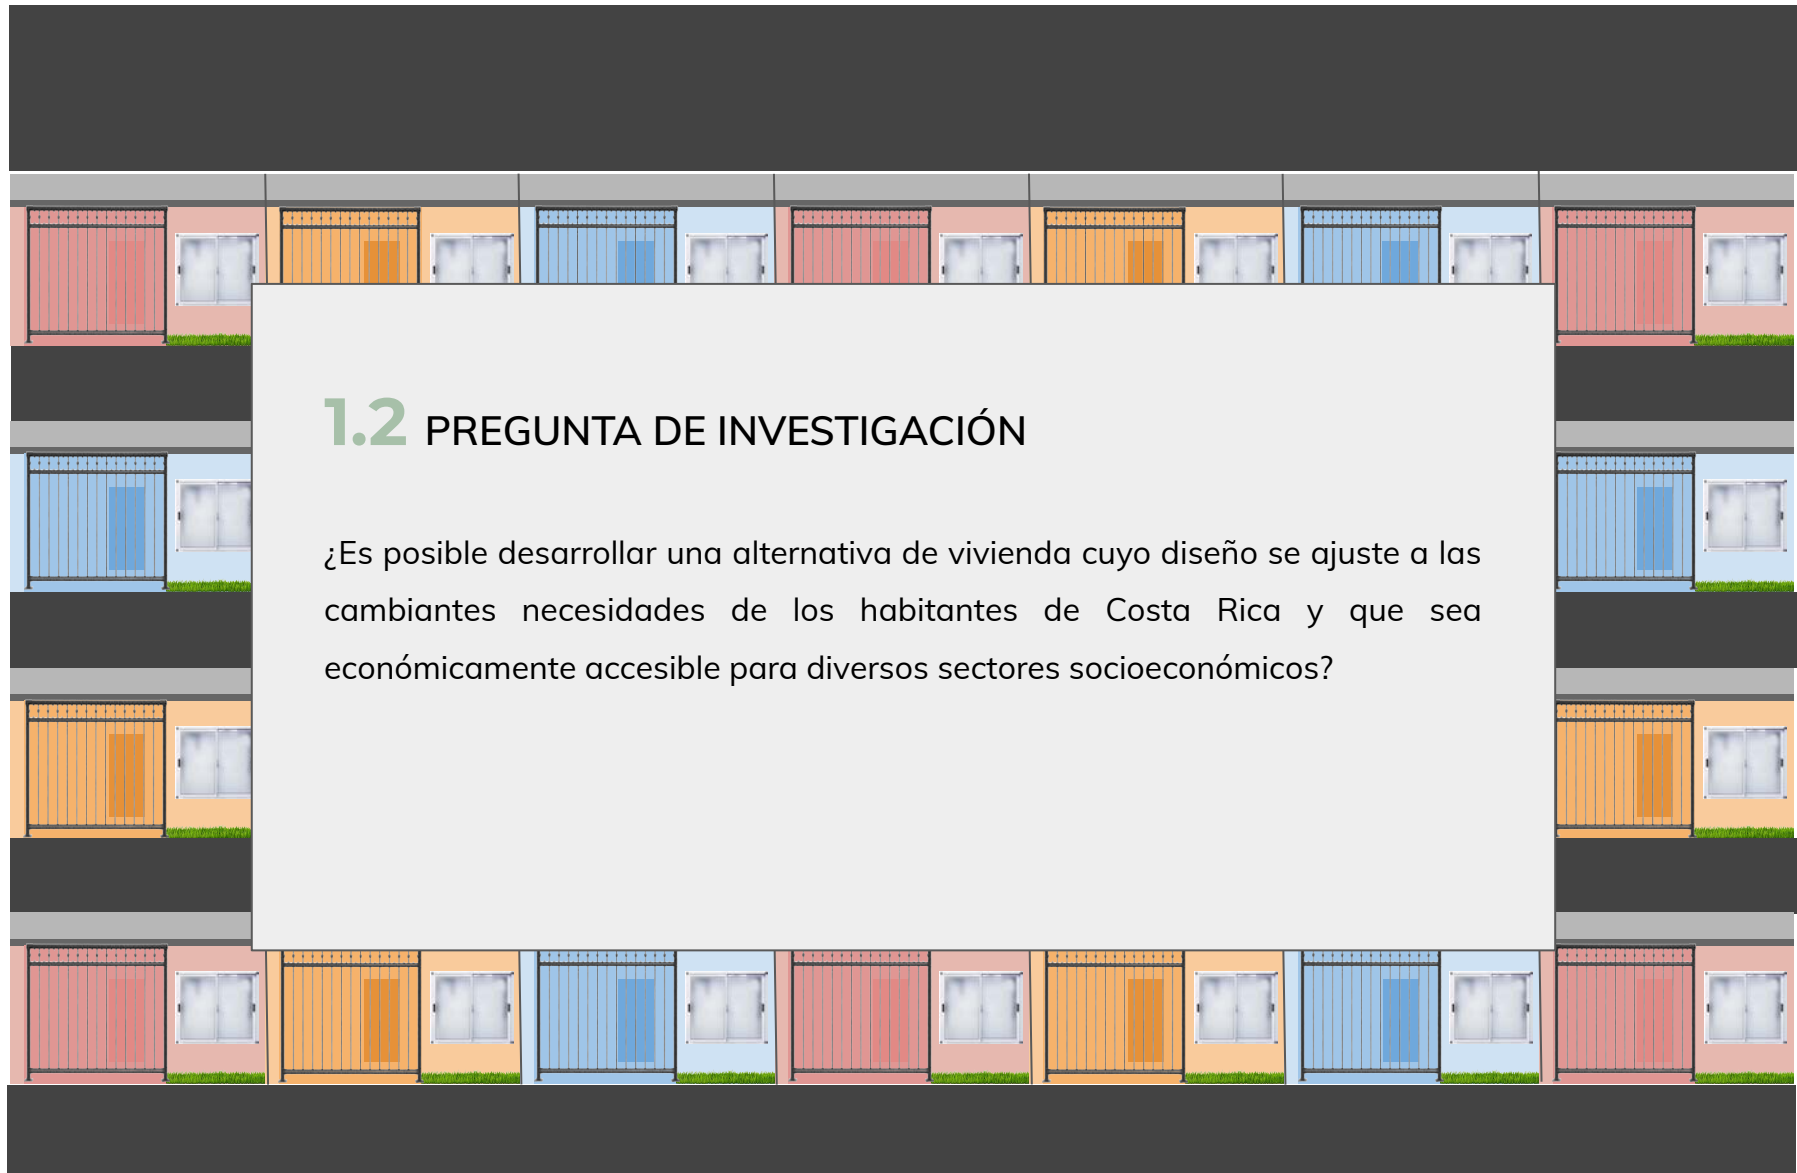 1.2 PREGUNTA DE INVESTIGACIÓN
¿Es posible desarrollar una alternativa de vivienda cuyo diseño se ajuste a las
cambiantes necesidades de los habitantes de Costa Rica y que sea
económicamente accesible para diversos sectores socioeconómicos?